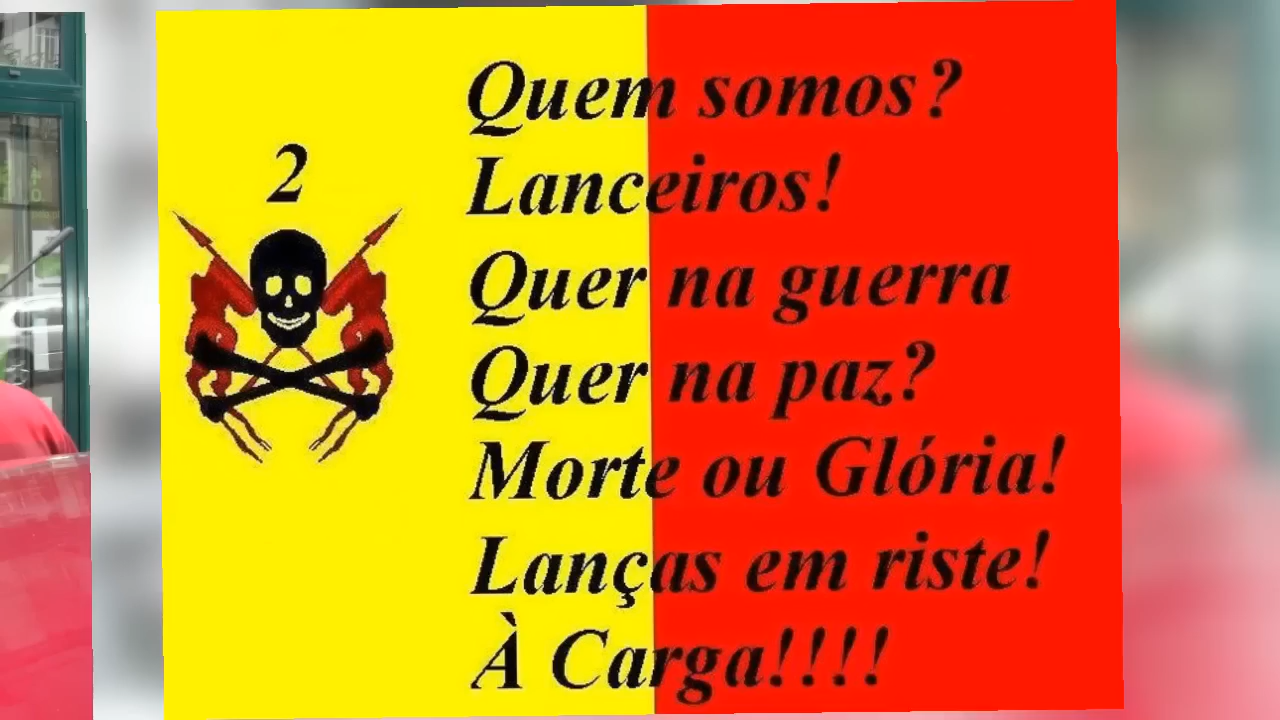 2
Quem somos?
Lanceiros!
Quer na guerra
Quer na paz?
Morte ou Glória!
Lanças em riste!
À Carga!!!!